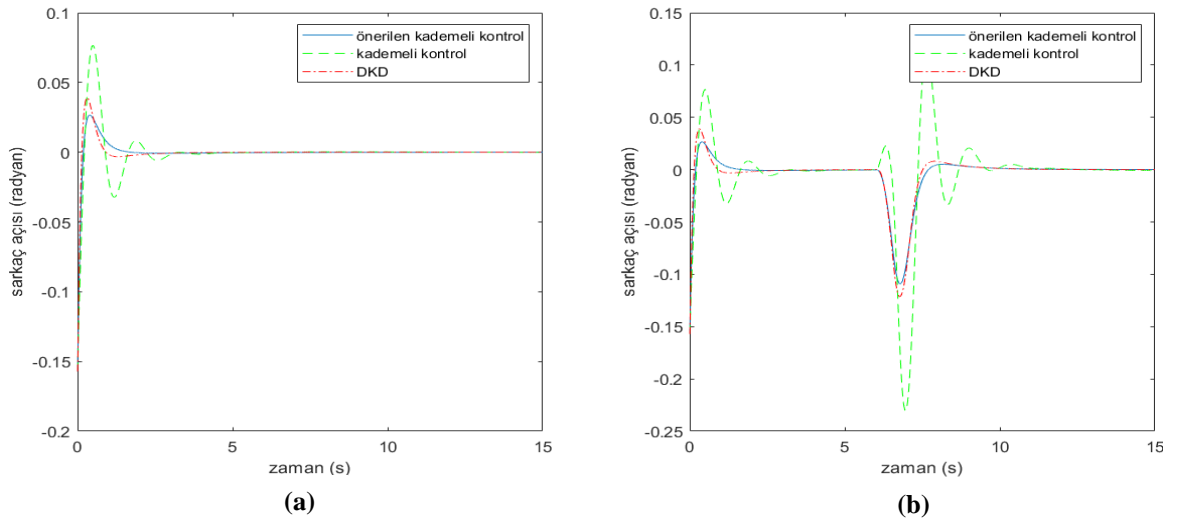 0.1
0.05
0
-0.05
-0.1
-0.15
-0.2
sarkaç açısı (radyan)
önerilen kademeli kontrol
kademeli kontrol
DKD
0
5
10
15
zaman (s)
(a)
0.15
0.1
0.05
0
-0.05
-0.1
-0.15
-0.2
-0.25
sarkaç açısı (radyan)
önerilen kademeli kontrol
kademeli kontrol
DKD
0
5
10
15
zaman (s)
(b)